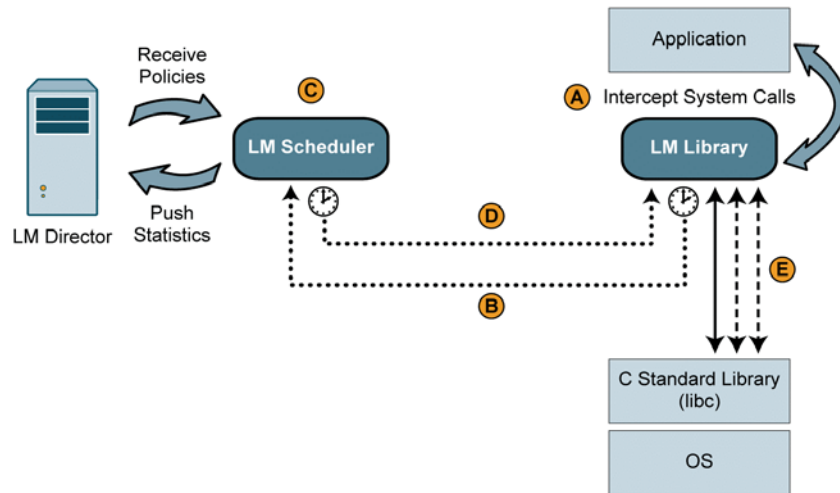 Receive
Policies
C
LM Scheduler
Push
Statistics
LM Director
Application
A
Intercept System Calls
LM Library
D
B
E
C Standard Library
(libc)
OS